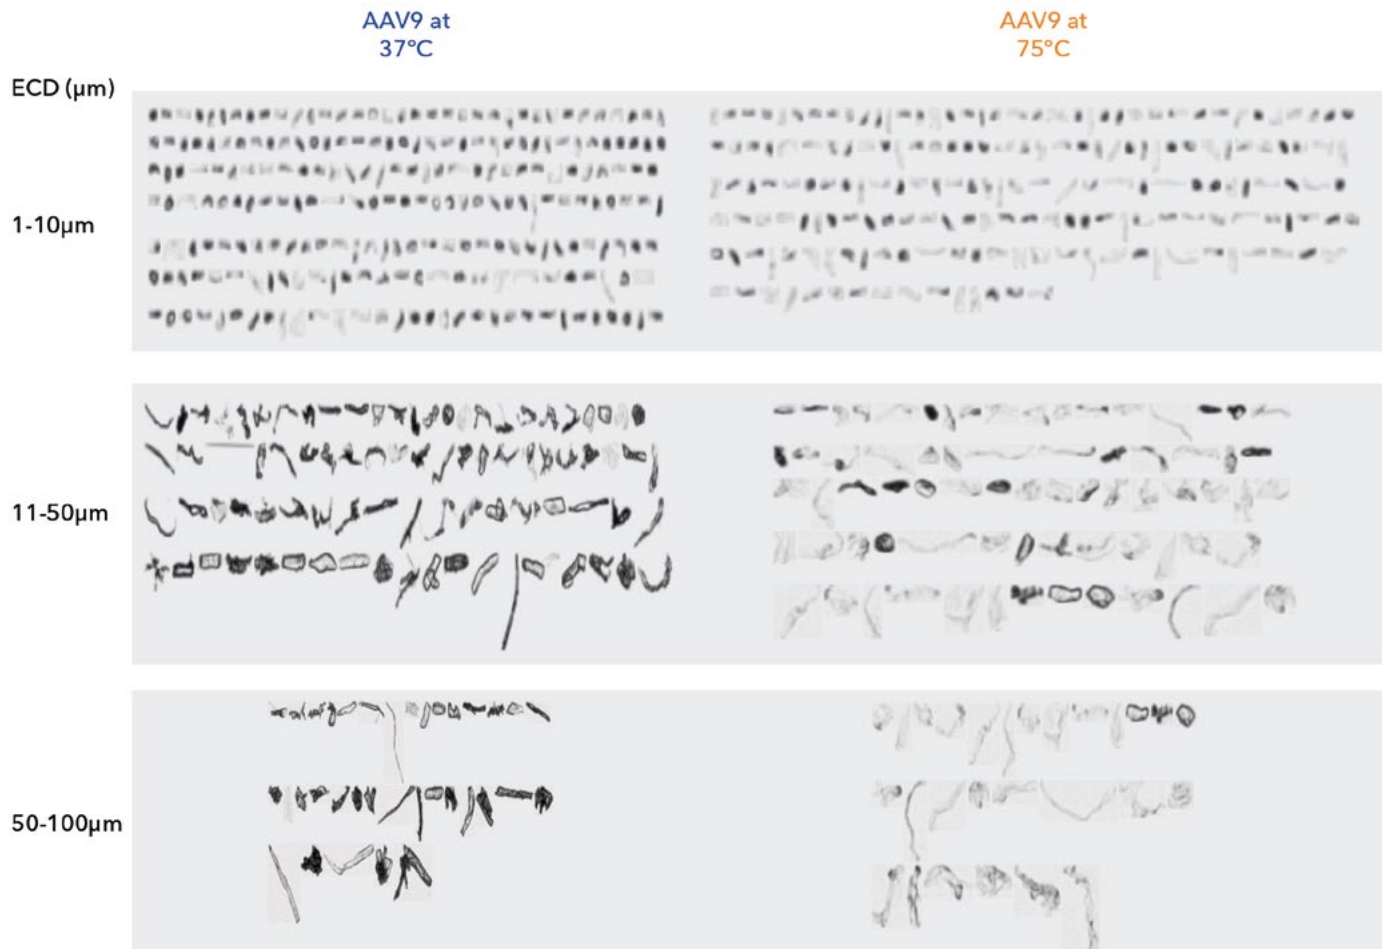 AAV9 at
37°C
AAV9 at
75°C
ECD (μm)
1-10μm
11-50μm
50-100μm